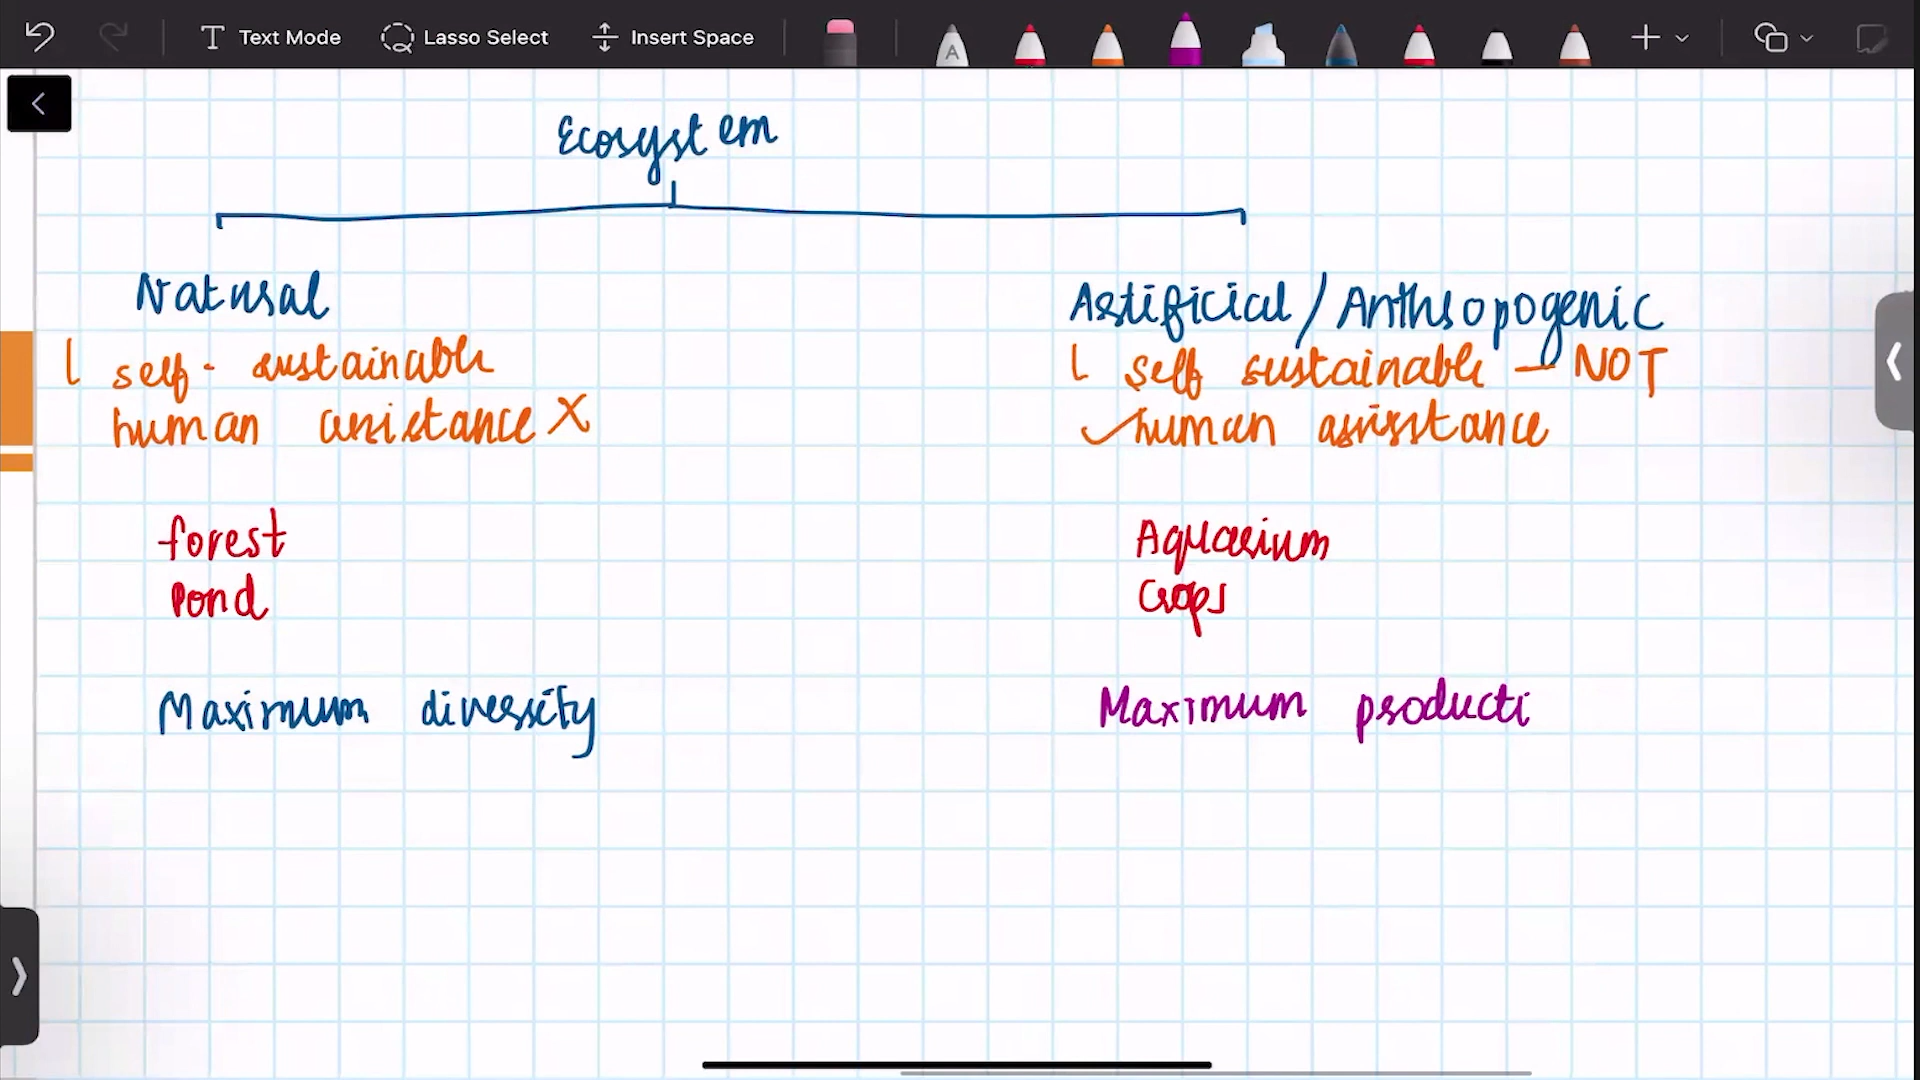 Text Mode Lasso Select Insert Space
A
Ecosystem
Natural
Artificial / Anthropogenic
self-sustainable
human assistance X
self sustainable - NOT
✓human assistance
forest
Pond
Aquarium
Crops
Maximum diversity
Maximum producti